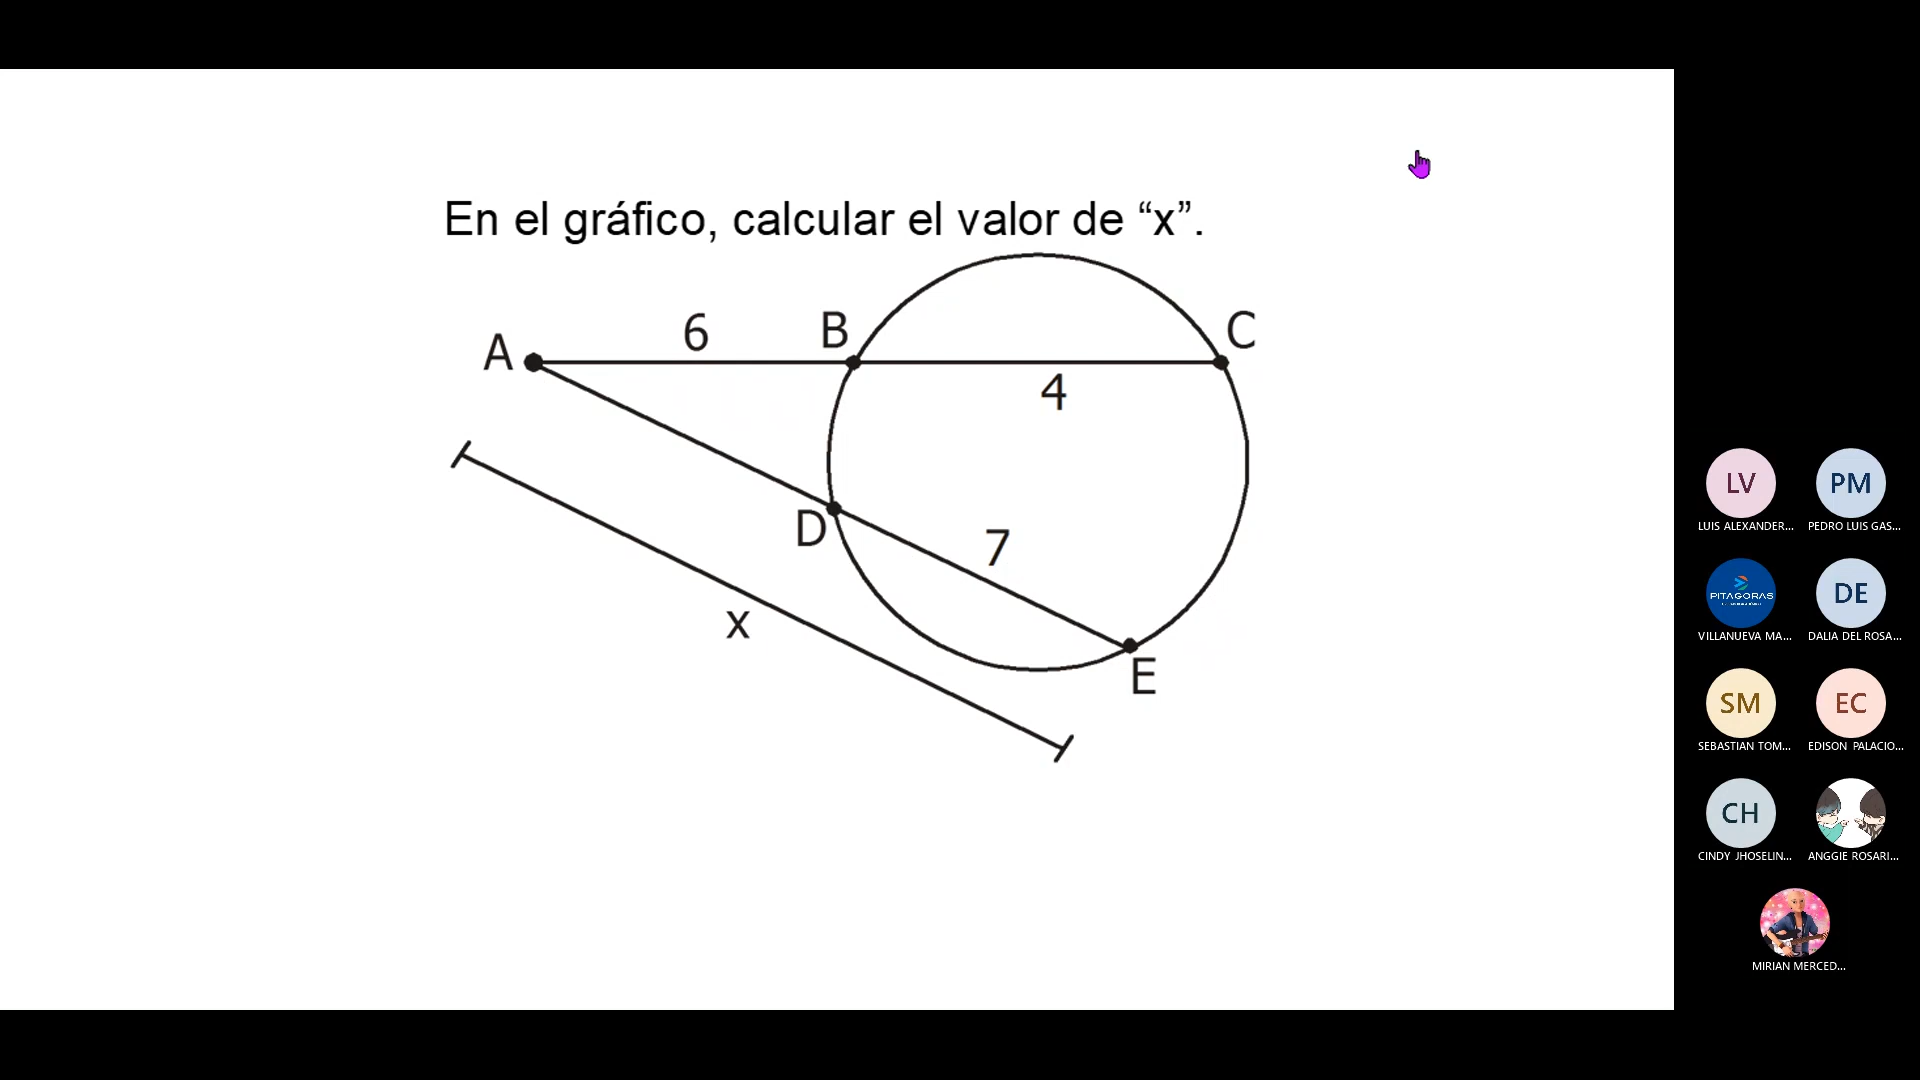 En el gráfico, calcular el valor de “x”.
A
6
B
C
4
D
7
x
E
LV
PM
LUIS ALEXANDER...
PEDRO LUIS GAS...
PITAGORAS
DE
VILLANUEVA MA...
DALIA DEL ROSA...
SM
EC
SEBASTIAN TOM...
EDISON PALACIO...
CH
CINDY JHOSELIN...
ANGGIE ROSARI...
MIRIAN MERCED...